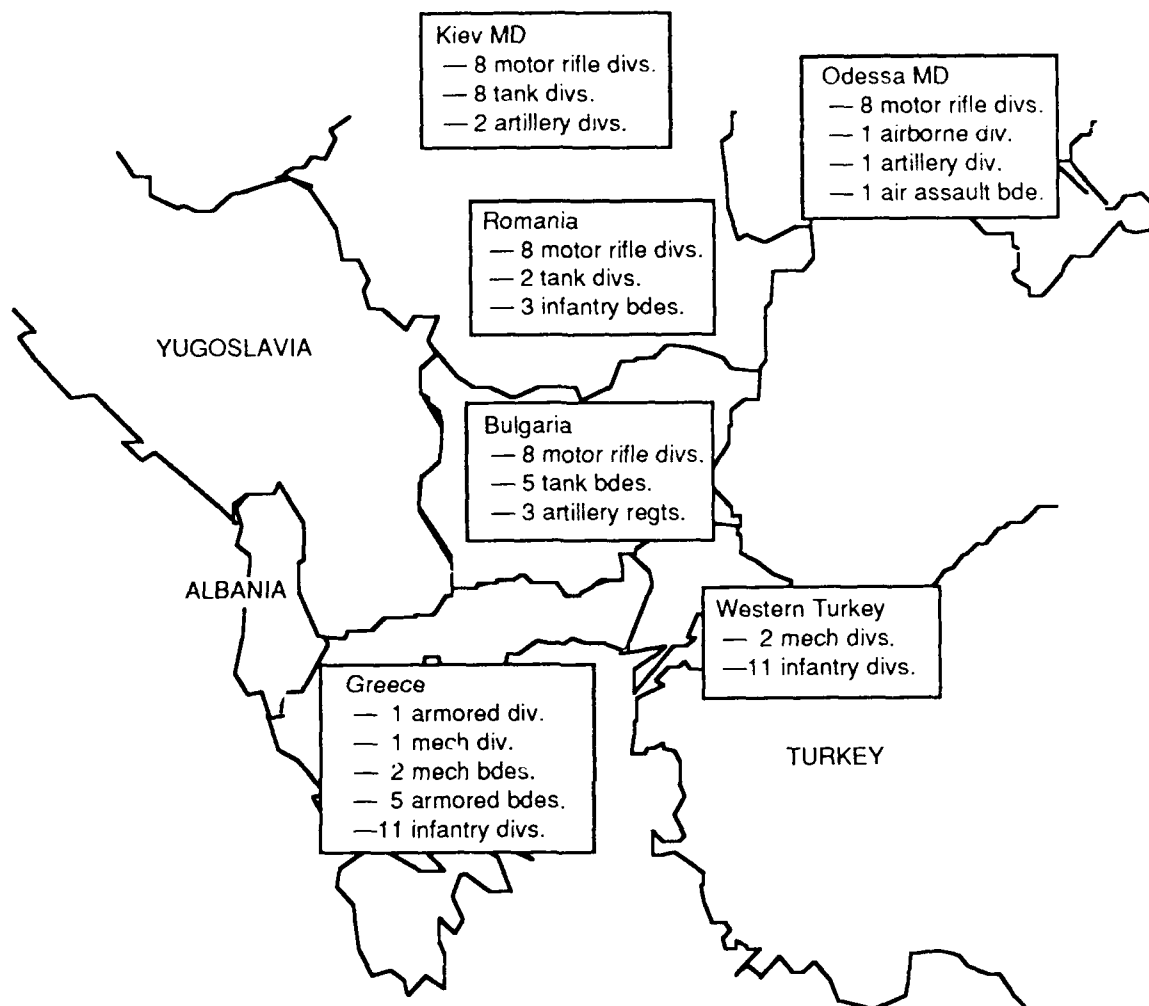 Kiev MD
— 8 motor rifle divs.
— 8 tank divs.
— 2 artillery divs.
Odessa MD
— 8 motor rifle divs.
— 1 airborne div.
— 1 artillery div.
— 1 air assault bde.
Romania
— 8 motor rifle divs.
— 2 tank divs.
— 3 infantry bdes.
YUGOSLAVIA
Bulgaria
— 8 motor rifle divs.
— 5 tank bdes.
— 3 artillery regts.
ALBANIA
Western Turkey
— 2 mech divs.
—11 infantry divs.
Greece
— 1 armored div.
— 1 mech div.
— 2 mech bdes.
— 5 armored bdes.
—11 infantry divs.
TURKEY